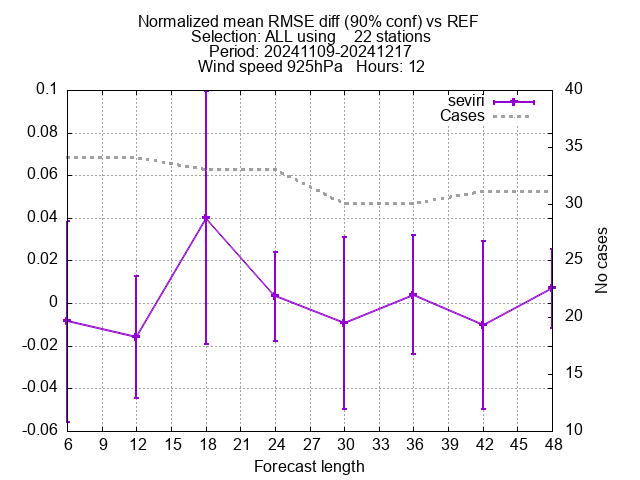 Normalized mean RMSE diff (90% conf) vs REF
Selection: ALL using    22 stations
Period: 20241109-20241217
Wind speed 925hPa   Hours: 12
seviri
Cases
0.1
0.08
0.06
0.04
0.02
0
-0.02
-0.04
-0.06
40
35
30
25
20
15
10
No cases
6 9 12 15 18 21 24 27 30 33 36 39 42 45 48
Forecast length